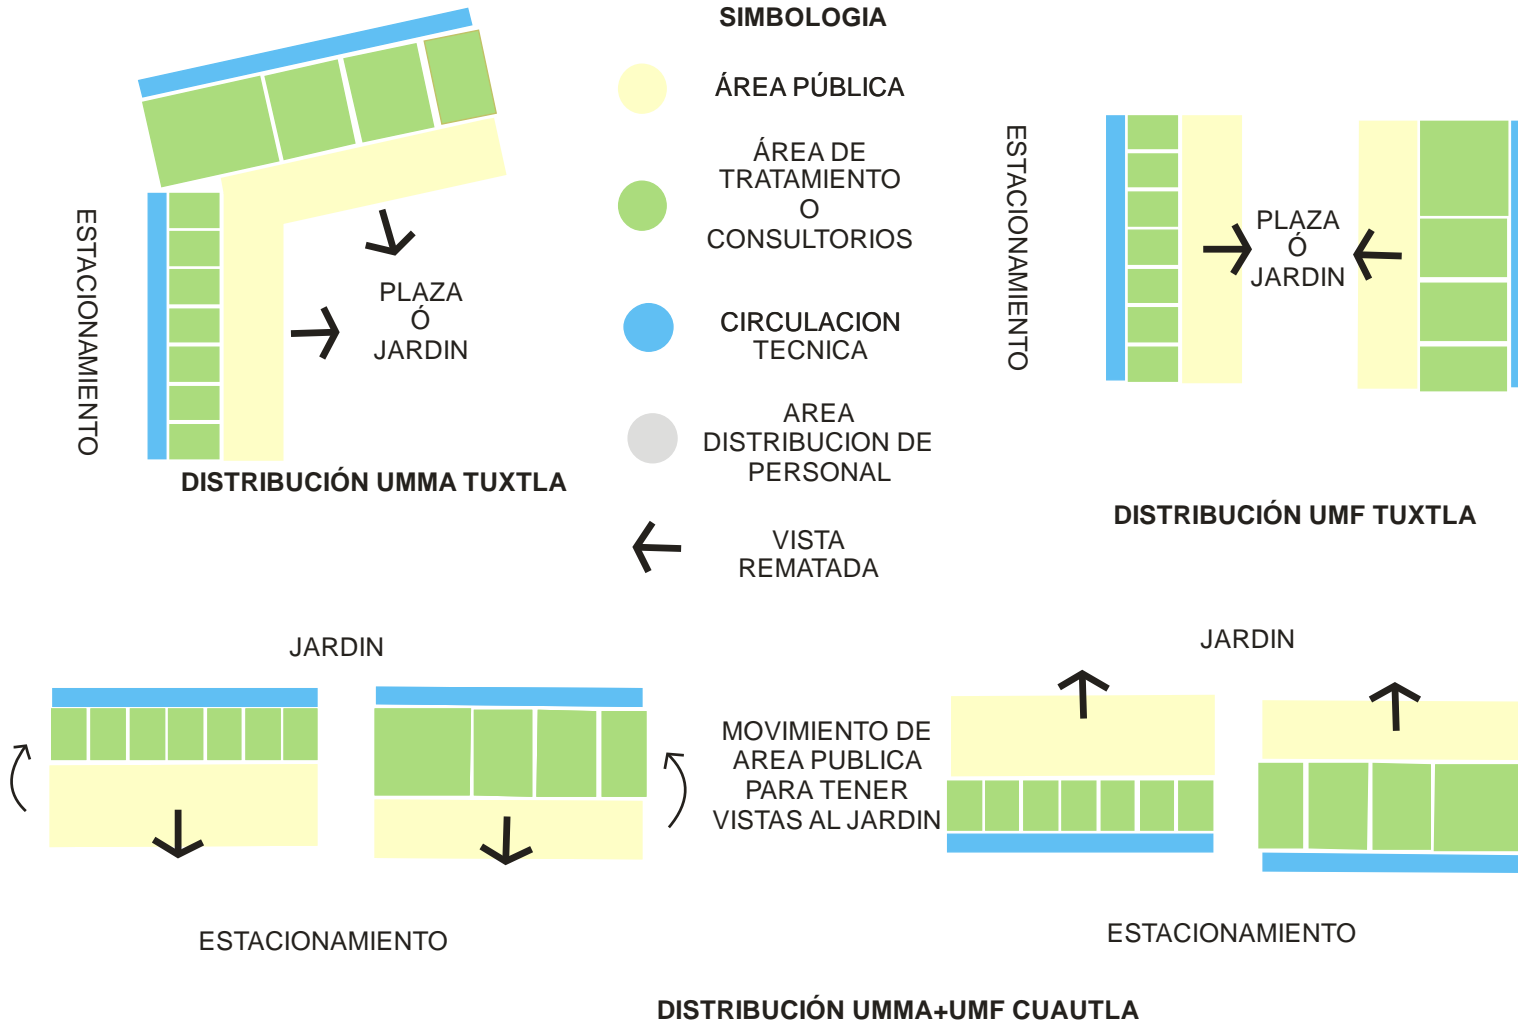 SIMBOLOGIA
ÁREA PÚBLICA
ÁREA DE
TRATAMIENTO
O
CONSULTORIOS
CIRCULACION
TECNICA
AREA
DISTRIBUCION DE
PERSONAL
VISTA
REMATADA
ESTACIONAMIENTO
PLAZA
Ó
JARDIN
DISTRIBUCIÓN UMMA TUXTLA
ESTACIONAMIENTO
PLAZA
Ó
JARDIN
DISTRIBUCIÓN UMF TUXTLA
JARDIN
ESTACIONAMIENTO
MOVIMIENTO DE
AREA PUBLICA
PARA TENER
VISTAS AL JARDIN
JARDIN
ESTACIONAMIENTO
DISTRIBUCIÓN UMMA+UMF CUAUTLA